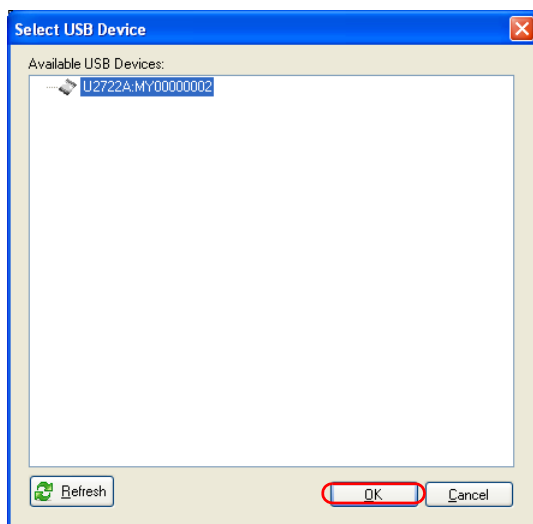 Select USB Device
Available USB Devices:
U2722A:MY00000002
Refresh
OK
Cancel